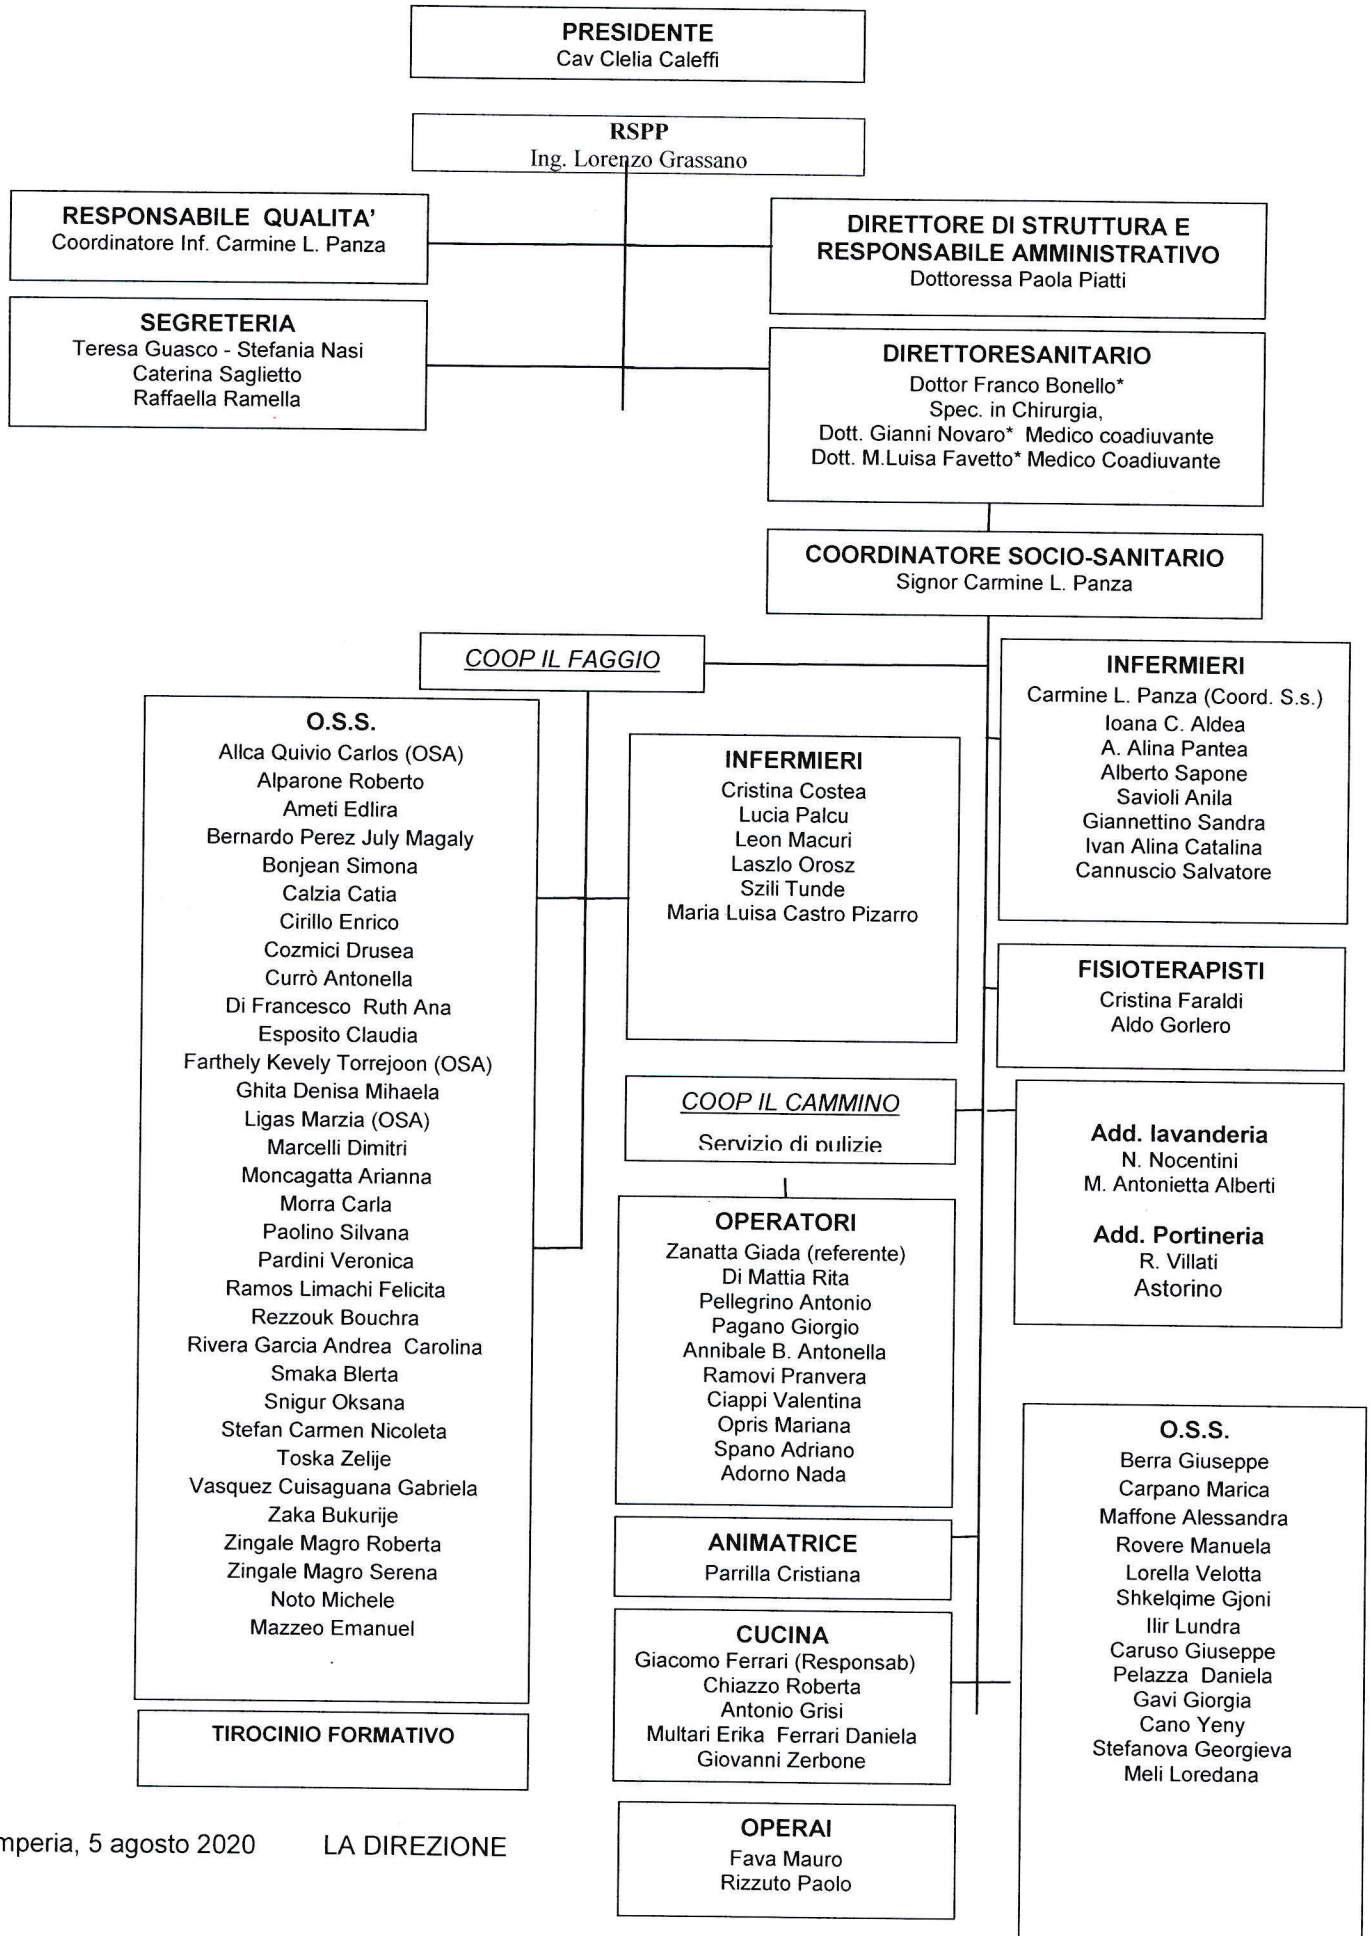 PRESIDENTE
Cav Clelia Caleffi
RSPP
Ing. Lorenzo Grassano
RESPONSABILE QUALITA’
Coordinatore Inf. Carmine L. Panza
DIRETTORE DI STRUTTURA E
RESPONSABILE AMMINISTRATIVO
Dottoressa Paola Piatti
SEGRETERIA
Teresa Guasco - Stefania Nasi
Caterina Saglietto
Raffaella Ramella
DIRETTORESANITARIO
Dottor Franco Bonello*
Spec. in Chirurgia,
Dott. Gianni Novaro* Medico coadiuvante
Dott. M.Luisa Favetto* Medico Coadiuvante
COORDINATORE SOCIO-SANITARIO
Signor Carmine L. Panza
COOP IL FAGGIO
INFERMIERI
Carmine L. Panza (Coord. S.s.)
Ioana C. Aldea
A. Alina Pantea
Alberto Sapone
Savioli Anila
Giannettino Sandra
Ivan Alina Catalina
Cannuscio Salvatore
O.S.S.
Allca Quivio Carlos (OSA)
Alparone Roberto
Ameti Edlira
Bernardo Perez July Magaly
Bonjean Simona
Calzia Catia
Cirillo Enrico
Cozmici Drusea
Currò Antonella
Di Francesco Ruth Ana
Esposito Claudia
Farthely Kevely Torrejoon (OSA)
Ghita Denisa Mihaela
Ligas Marzia (OSA)
Marcelli Dimitri
Moncagatta Arianna
Morra Carla
Paolino Silvana
Pardini Veronica
Ramos Limachi Felicita
Rezzouk Bouchra
Rivera Garcia Andrea Carolina
Smaka Blerta
Snigur Oksana
Stefan Carmen Nicoleta
Toska Zelije
Vasquez Cuisaguana Gabriela
Zaka Bukurije
Zingale Magro Roberta
Zingale Magro Serena
Noto Michele
Mazzeo Emanuel
INFERMIERI
Cristina Costea
Lucia Palcu
Leon Macuri
Laszlo Orosz
Szili Tunde
Maria Luisa Castro Pizarro
FISIOTERAPISTI
Cristina Faraldi
Aldo Gorlero
COOP IL CAMMINO
Servizio di pulizie
Add. lavanderia
N. Nocentini
M. Antonietta Alberti
Add. Portineria
R. Villati
Astorino
OPERATORI
Zanatta Giada (referente)
Di Mattia Rita
Pellegrino Antonio
Pagano Giorgio
Annibale B. Antonella
Ramovi Pranvera
Ciappi Valentina
Opris Mariana
Spano Adriano
Adorno Nada
O.S.S.
Berra Giuseppe
Carpano Marica
Maffone Alessandra
Rovere Manuela
Lorella Velotta
Shkelqime Gjoni
Ilir Lundra
Caruso Giuseppe
Pelazza Daniela
Gavi Giorgia
Cano Yeny
Stefanova Georgieva
Meli Loredana
ANIMATRICE
Parrilla Cristiana
CUCINA
Giacomo Ferrari (Responsab)
Chiazzo Roberta
Antonio Grisi
Multari Erika Ferrari Daniela
Giovanni Zerbone
TIROCINIO FORMATIVO
OPERAI
Fava Mauro
Rizzuto Paolo
mperia, 5 agosto 2020 LA DIREZIONE